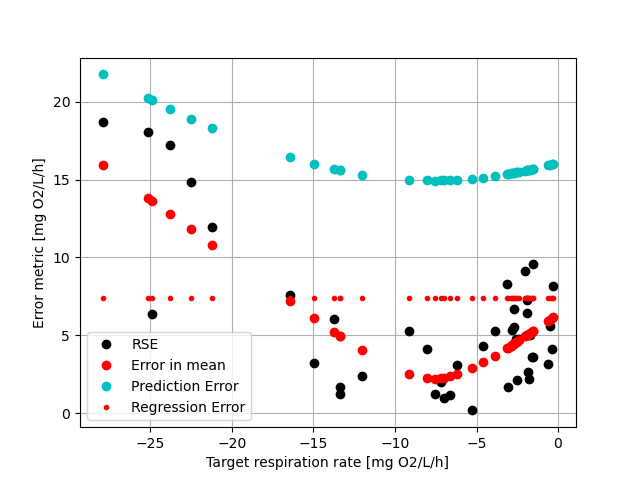 Error metric [mg O2/L/h]
20
15
10
5
0
RSE
Error in mean
Prediction Error
Regression Error
−25
−20
−15
−10
−5
0
Target respiration rate [mg O2/L/h]